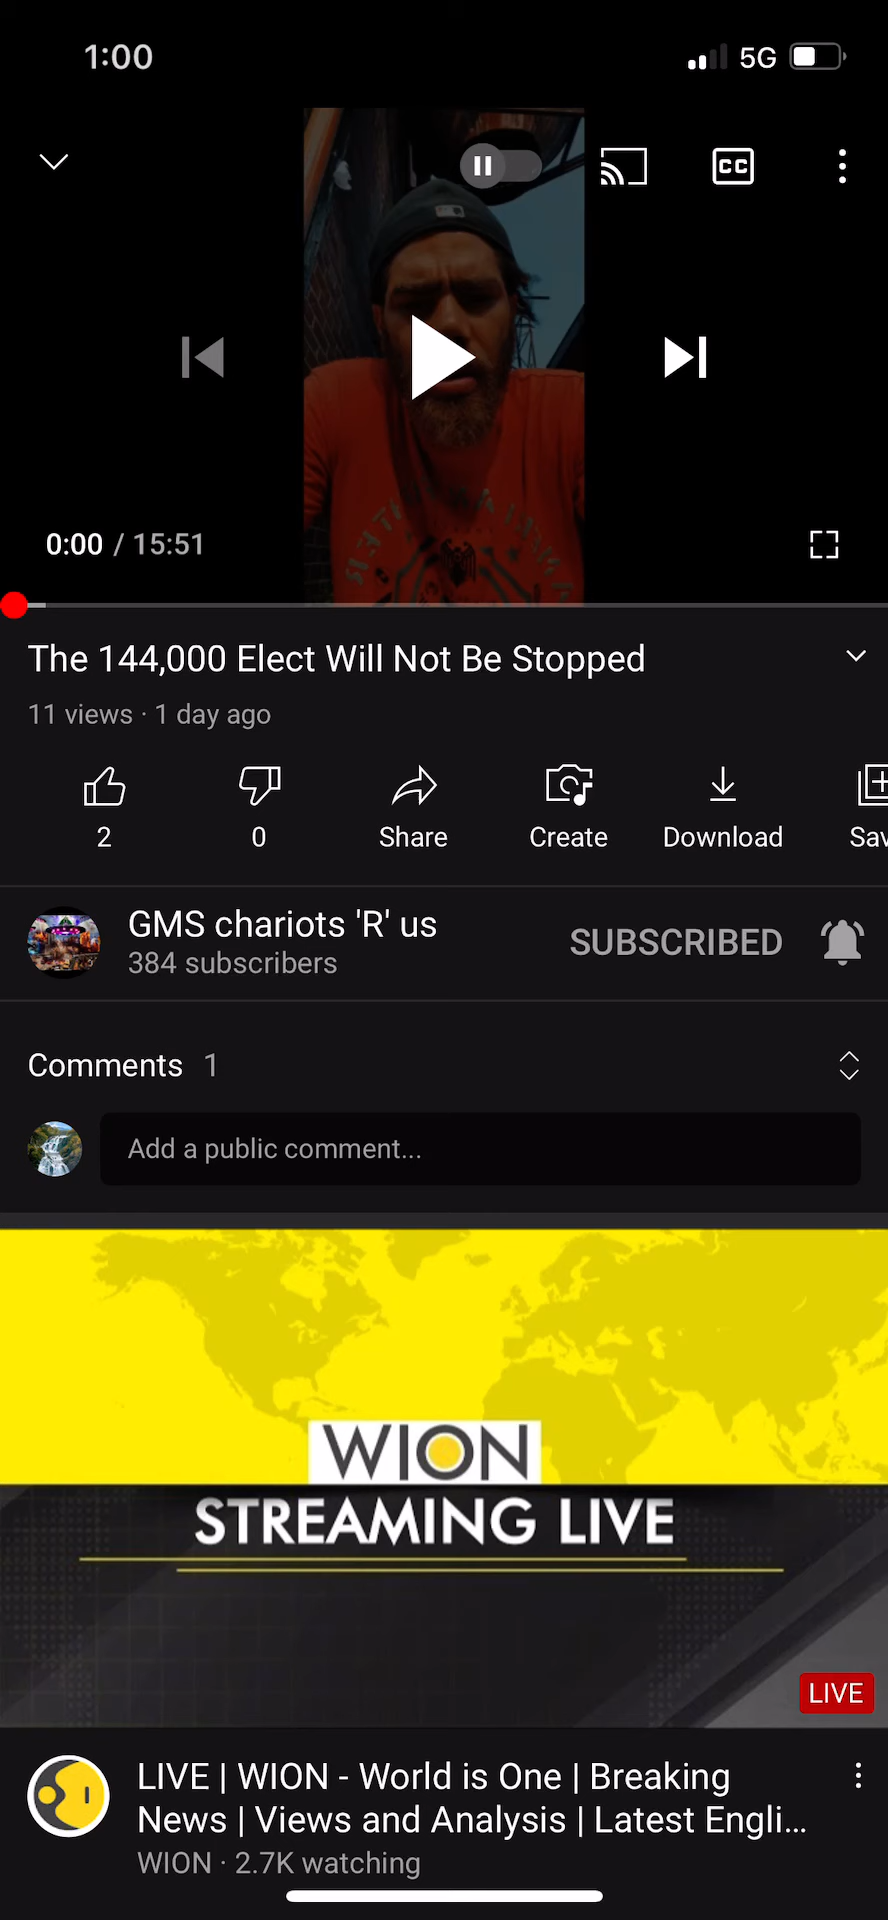 1:00
5G
CC
0:00 / 15:51
The 144,000 Elect Will Not Be Stopped
11 views · 1 day ago
2
0
Share
Create
Download
Sav
GMS chariots 'R' us
384 subscribers
SUBSCRIBED
Comments 1
Add a public comment...
WION
STREAMING LIVE
LIVE
LIVE | WION - World is One | Breaking
News | Views and Analysis | Latest Engli...
WION · 2.7K watching